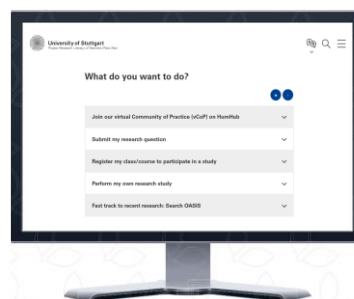 University of Stuttgart
What do you want to do?
Join our virtual Community of Practice (vCoP) on HumHub
Submit my research question
Register my class/course to participate in a study
Perform my own research study
Fast track to recent research: Search OASIS